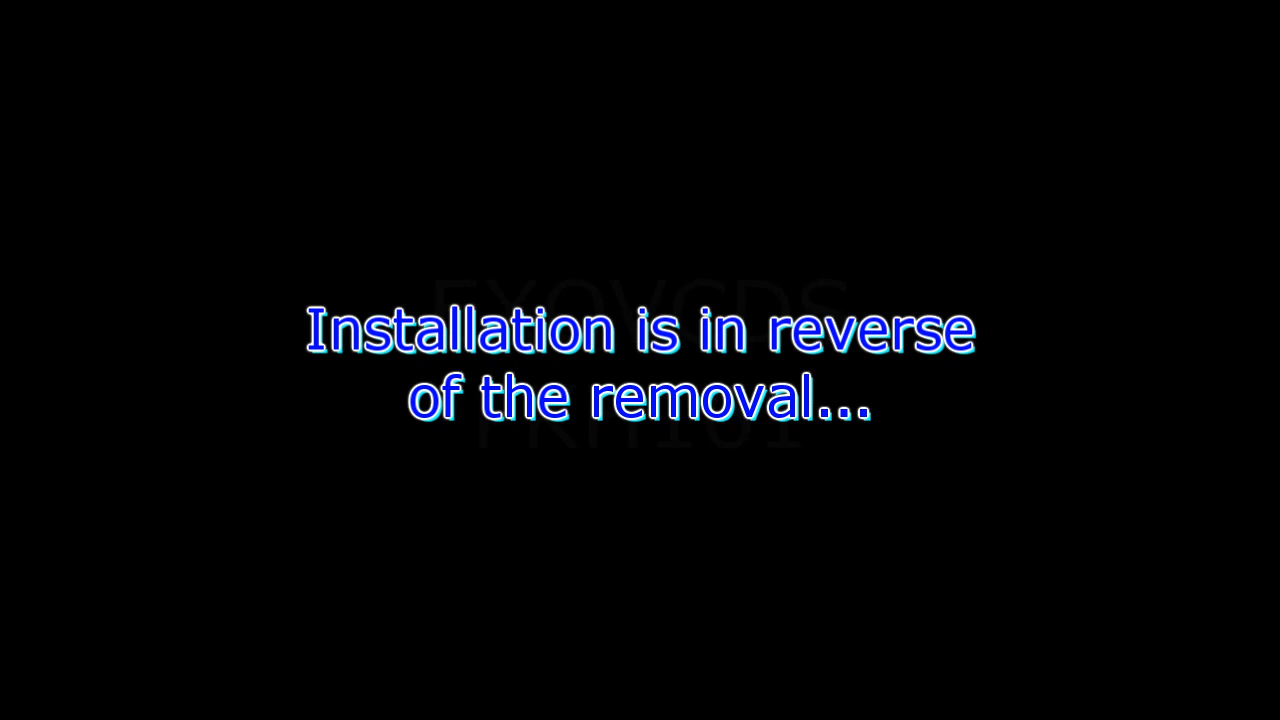 Installation is in reverse
of the removal...